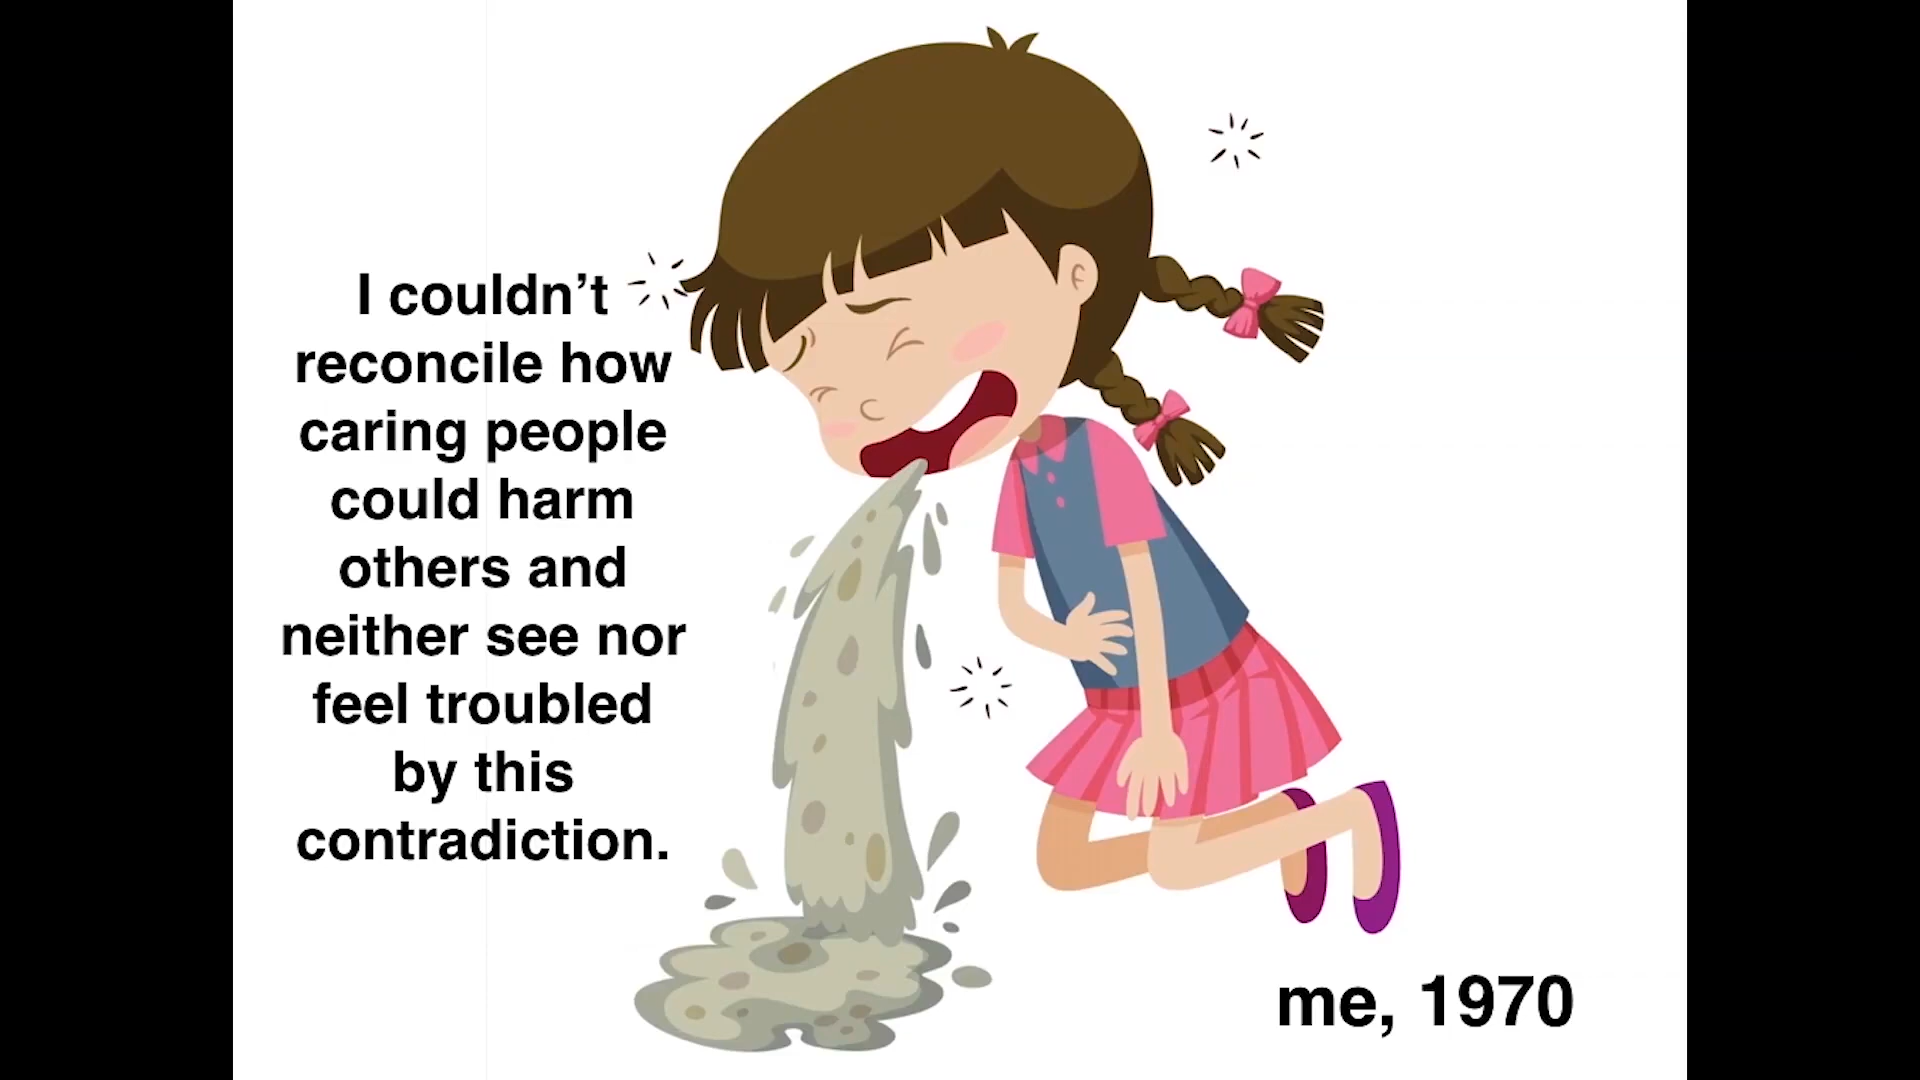 I couldn’t
reconcile how
caring people
could harm
others and
neither see nor
feel troubled
by this
contradiction.
me, 1970